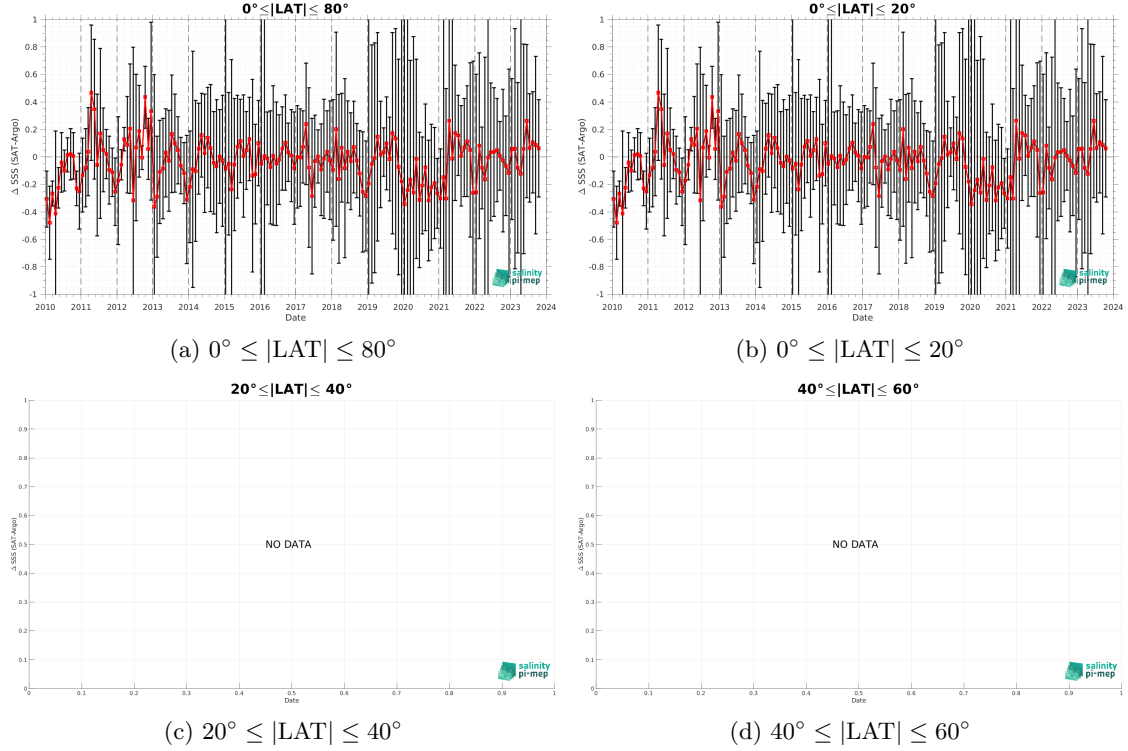 0°≤|LAT|≤ 80°
Δ SSS (SAT-Argo)
1
0.8
0.6
0.4
0.2
0
-0.2
-0.4
-0.6
-0.8
-1
2010 2011 2012 2013 2014 2015 2016 2017 2018 2019 2020 2021 2022 2023 2024
Date
salinity
pi-mep
(a) 0° ≤ |LAT| ≤ 80°
0°≤|LAT|≤ 20°
Δ SSS (SAT-Argo)
1
0.8
0.6
0.4
0.2
0
-0.2
-0.4
-0.6
-0.8
-1
2010 2011 2012 2013 2014 2015 2016 2017 2018 2019 2020 2021 2022 2023 2024
Date
salinity
pi-mep
(b) 0° ≤ |LAT| ≤ 20°
20°≤|LAT|≤ 40°
Δ SSS (SAT-Argo)
1
0.9
0.8
0.7
0.6
0.5
0.4
0.3
0.2
0.1
0
NO DATA
0 0.1 0.2 0.3 0.4 0.5 0.6 0.7 0.8 0.9 1
Date
salinity
pi-mep
(c) 20° ≤ |LAT| ≤ 40°
40°≤|LAT|≤ 60°
Δ SSS (SAT-Argo)
1
0.9
0.8
0.7
0.6
0.5
0.4
0.3
0.2
0.1
0
NO DATA
0 0.1 0.2 0.3 0.4 0.5 0.6 0.7 0.8 0.9 1
Date
salinity
pi-mep
(d) 40° ≤ |LAT| ≤ 60°